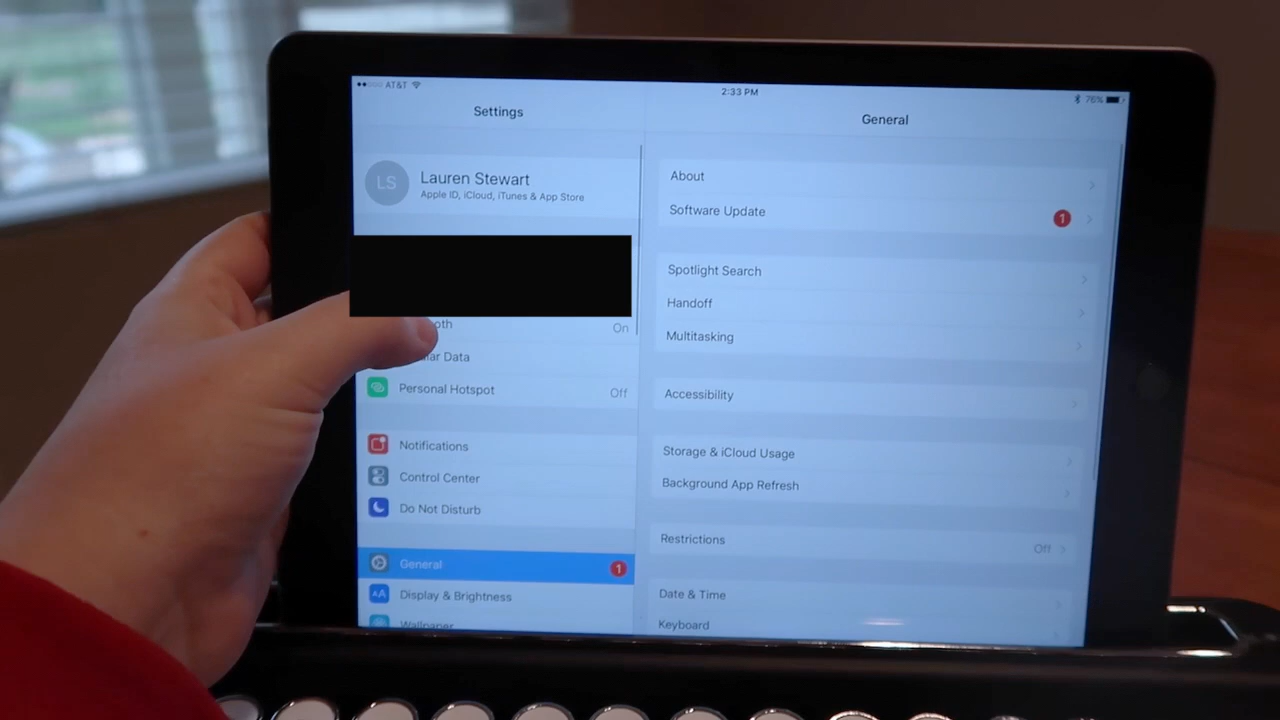 AT&T
2:33 PM
76%
Settings
General
LS
Lauren Stewart
Apple ID, iCloud, iTunes & App Store
oth
On
lar Data
Personal Hotspot
Off
Notifications
Control Center
Do Not Disturb
General
1
AA
Display & Brightness
Wallpaper
About
Software Update
1
Spotlight Search
Handoff
Multitasking
Accessibility
Storage & iCloud Usage
Background App Refresh
Restrictions
Off
Date & Time
Keyboard